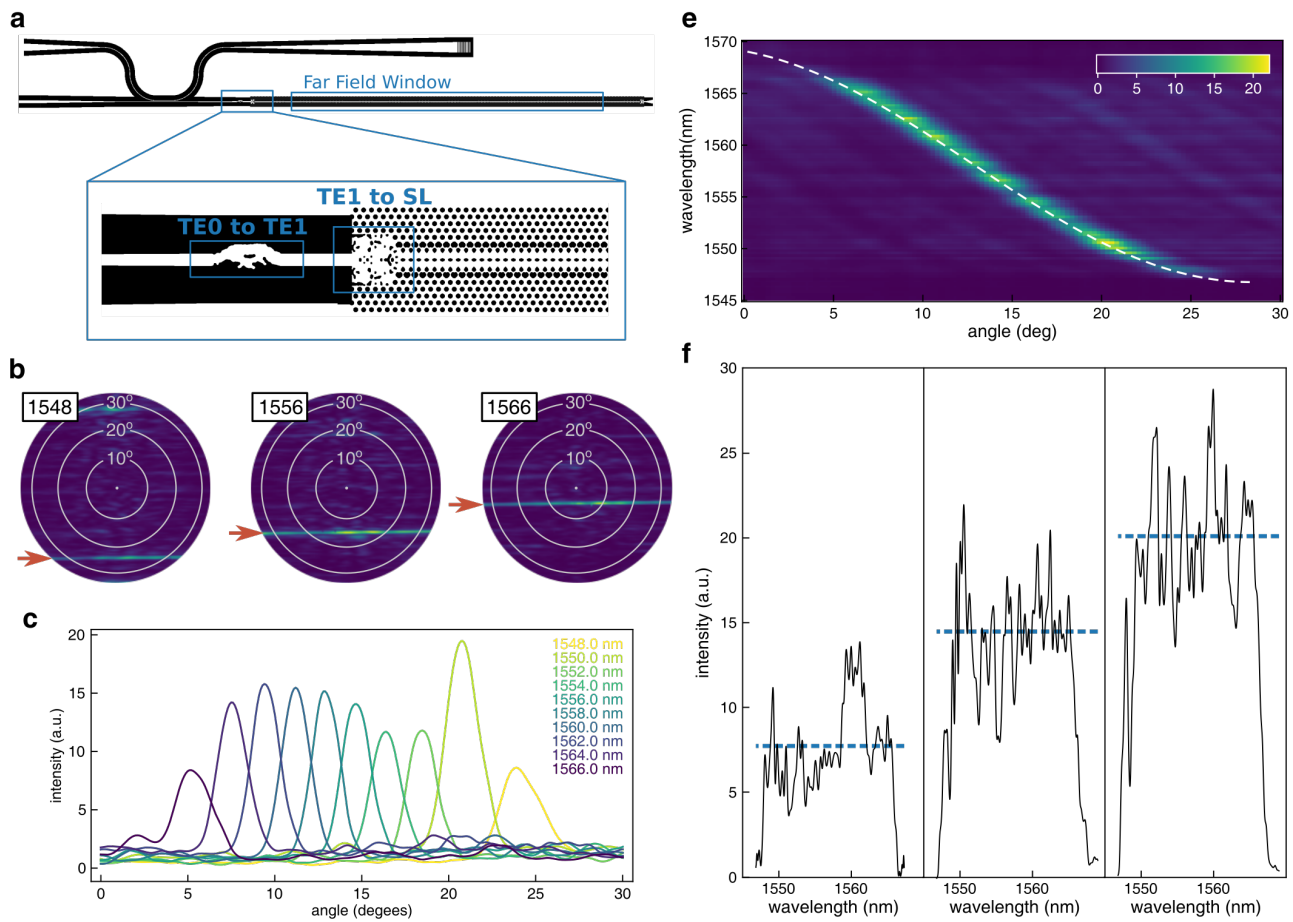 a
Far Field Window
TE1 to SL
TE0 to TE1
b
1548
30°
20°
10°
1556
30°
20°
10°
1566
30°
20°
10°
c
20
15
10
5
0
intensity (a.u.)
1548.0 nm
1550.0 nm
1552.0 nm
1554.0 nm
1556.0 nm
1558.0 nm
1560.0 nm
1562.0 nm
1564.0 nm
1566.0 nm
0 5 10 15 20 25 30
angle (degees)
e
1570
1565
1560
1555
1550
1545
wavelength(nm)
0 5 10 15 20
0 5 10 15 20 25 30
angle (deg)
f
30
25
20
15
10
5
0
intensity (a.u.)
1550 1560 1550 1560 1550 1560
wavelength (nm) wavelength (nm) wavelength (nm)